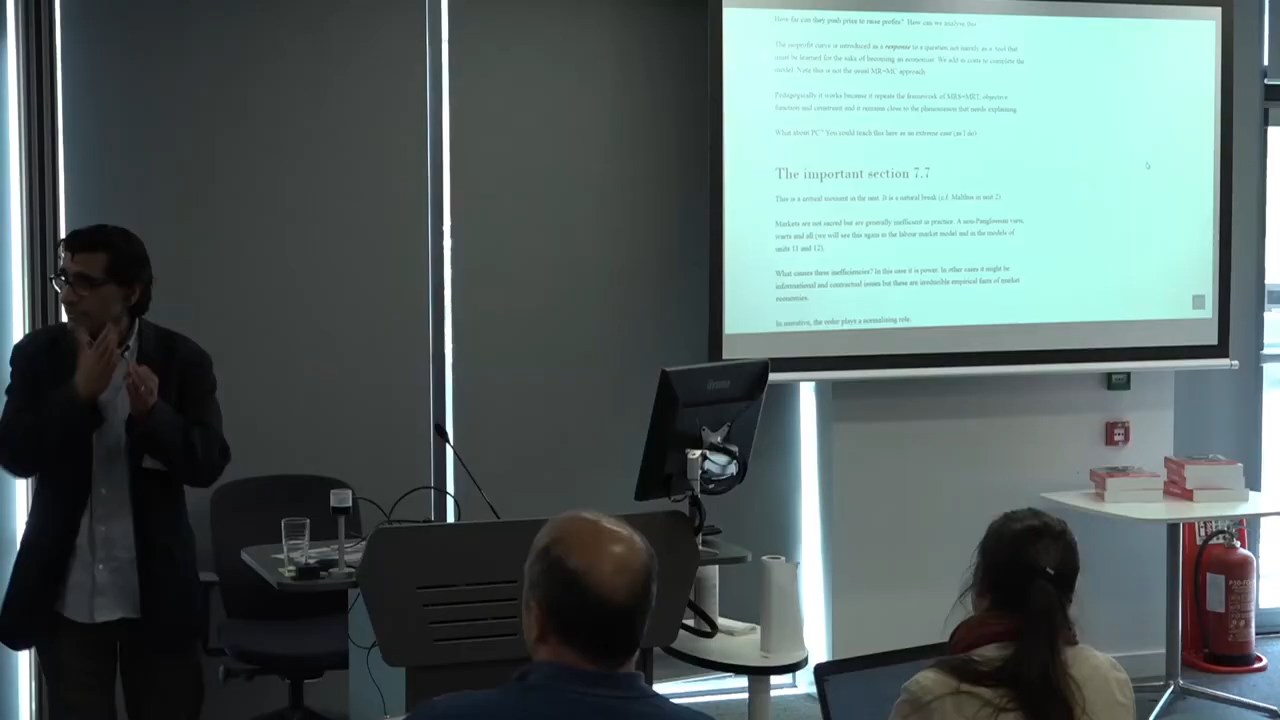 How far can they push price to raise profits? How can we analyse this
The isoprofit curve is introduced as a response to a question not merely as a tool that
must be learned for the sake of becoming an economist. We add in costs to complete the
model. Note this is not the usual MR=MC approach.
Pedagogically it works because it repeats the framework of MRS=MRT, objective
function and constraint and it remains close to the phenomenon that needs explaining.
What about PC? You could teach this here as an extreme case (as I do)
The important section 7.7
This is a critical moment in the unit. It is a natural break (c.f. Malthus in unit 2)
Markets are not sacred but are generally inefficient in practice. A non-Panglossian view,
warts and all (we will see this again in the labour market model and in the models of
units 11 and 12).
What causes these inefficiencies? In this case it is power. In other cases it might be
informational and contractual issues but these are irreducible empirical facts of market
economies.
In narrative, the order plays a normalising role.